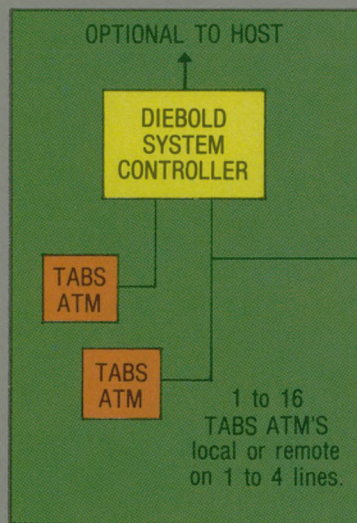 OPTIONAL TO HOST
DIEBOLD
SYSTEM
CONTROLLER
TABS
ATM
TABS
ATM
1 to 16
TABS ATM'S
local or remote
on 1 to 4 lines.